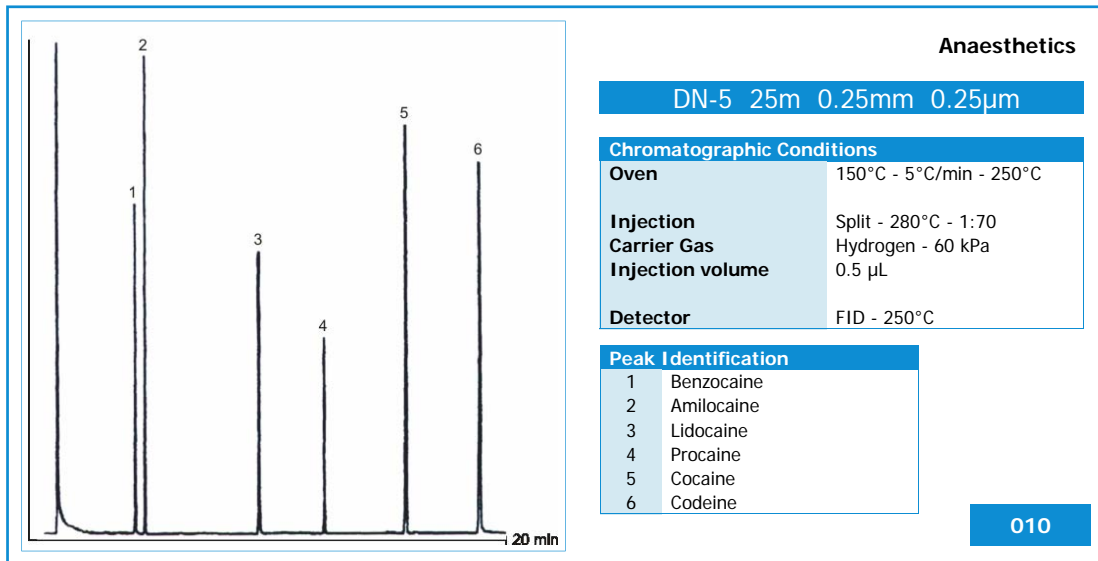 2
5
6
1
3
4
20 min
Anaesthetics
DN-5 25m 0.25mm 0.25µm
Chromatographic Conditions
Oven 150°C - 5°C/min - 250°C
Injection Split - 280°C - 1:70
Carrier Gas Hydrogen - 60 kPa
Injection volume 0.5 µL
Detector FID - 250°C
Peak Identification
1 Benzocaine
2 Amilocaine
3 Lidocaine
4 Procaine
5 Cocaine
6 Codeine
010